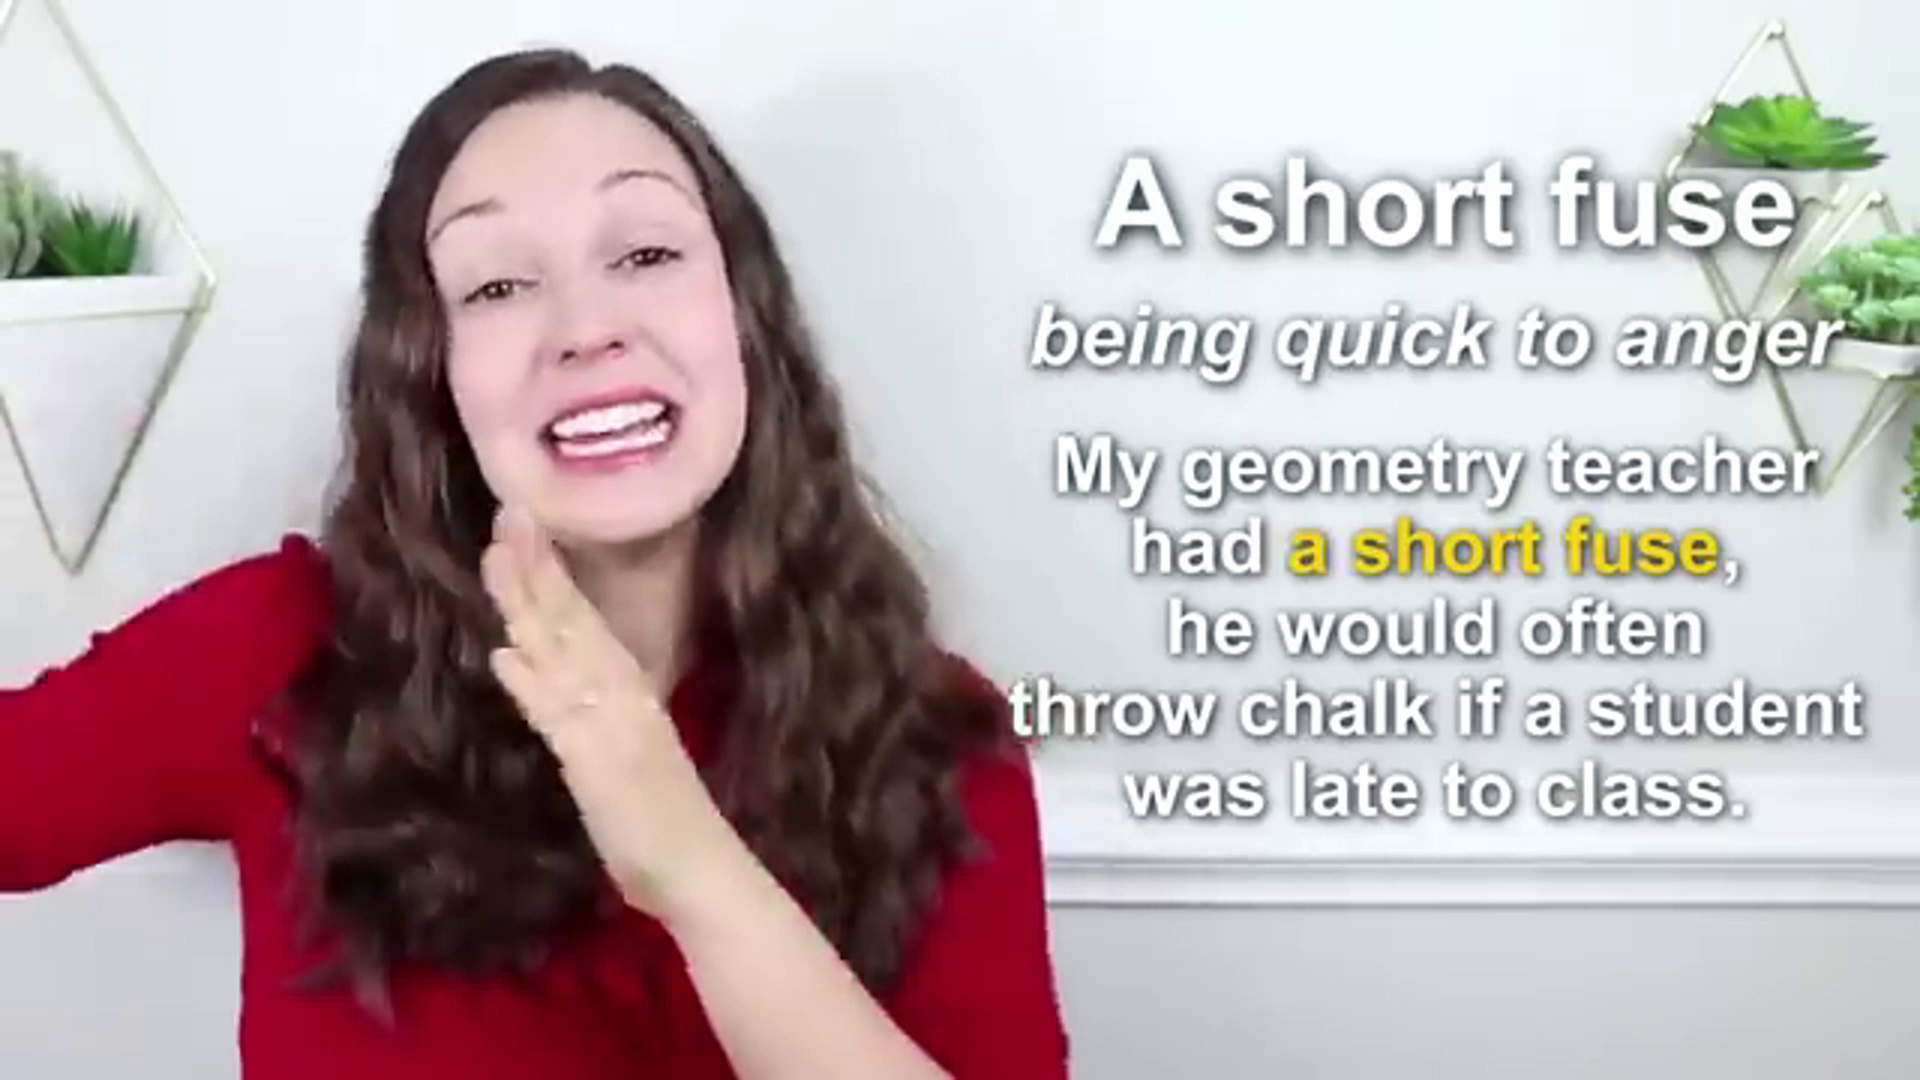 A short fuse
being quick to anger
My geometry teacher
had a short fuse,
he would often
throw chalk if a student
was late to class.